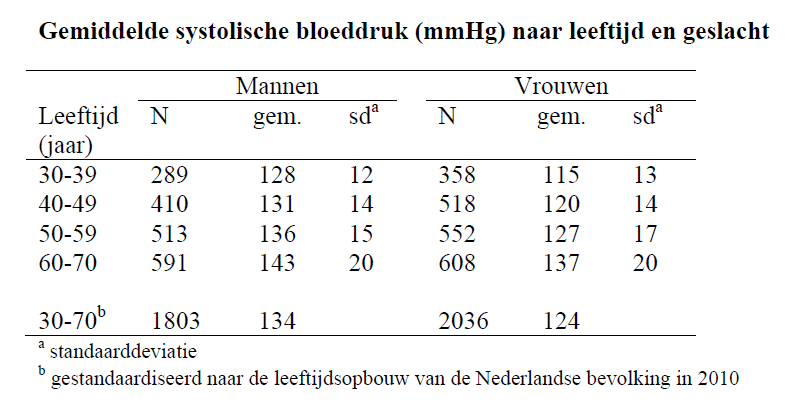 Gemiddelde systolische bloeddruk (mmHg) naar leeftijd en geslacht
Mannen Vrouwen
Leeftijd N gem. sdᵃ N gem. sdᵃ
(jaar)
30-39 289 128 12 358 115 13
40-49 410 131 14 518 120 14
50-59 513 136 15 552 127 17
60-70 591 143 20 608 137 20
30-70ᵇ 1803 134 2036 124
ᵃ standaarddeviatie
ᵇ gestandaardiseerd naar de leeftijdsopbouw van de Nederlandse bevolking in 2010